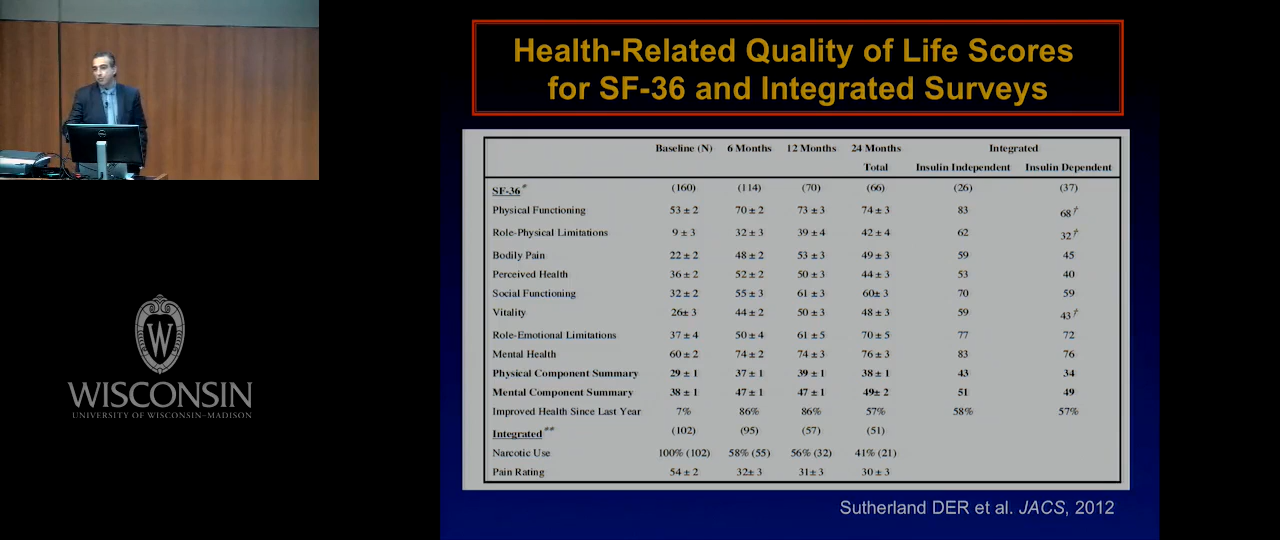 Health-Related Quality of Life Scores
for SF-36 and Integrated Surveys
Baseline (N) 6 Months 12 Months 24 Months Integrated
Total Insulin Independent Insulin Dependent
SF-36# (160) (114) (70) (66) (26) (37)
Physical Functioning 53 ± 2 70 ± 2 73 ± 3 74 ± 3 83 68†
Role-Physical Limitations 9 ± 3 32 ± 3 39 ± 4 42 ± 4 62 32†
Bodily Pain 22 ± 2 48 ± 2 53 ± 3 49 ± 3 59 45
Perceived Health 36 ± 2 52 ± 2 50 ± 3 44 ± 3 53 40
Social Functioning 32 ± 2 55 ± 3 61 ± 3 60± 3 70 59
Vitality 26± 3 44 ± 2 50 ± 3 48 ± 3 59 43†
Role-Emotional Limitations 37 ± 4 50 ± 4 61 ± 5 70 ± 5 77 72
Mental Health 60 ± 2 74 ± 2 74 ± 3 76 ± 3 83 76
Physical Component Summary 29 ± 1 37 ± 1 39 ± 1 38 ± 1 43 34
Mental Component Summary 38 ± 1 47 ± 1 47 ± 1 49± 2 51 49
Improved Health Since Last Year 7% 86% 86% 57% 58% 57%
Integrated## (102) (95) (57) (51)
Narcotic Use 100% (102) 58% (55) 56% (32) 41% (21)
Pain Rating 54 ± 2 32± 3 31± 3 30 ± 3
Sutherland DER et al. JACS, 2012
W
WISCONSIN
UNIVERSITY OF WISCONSIN–MADISON